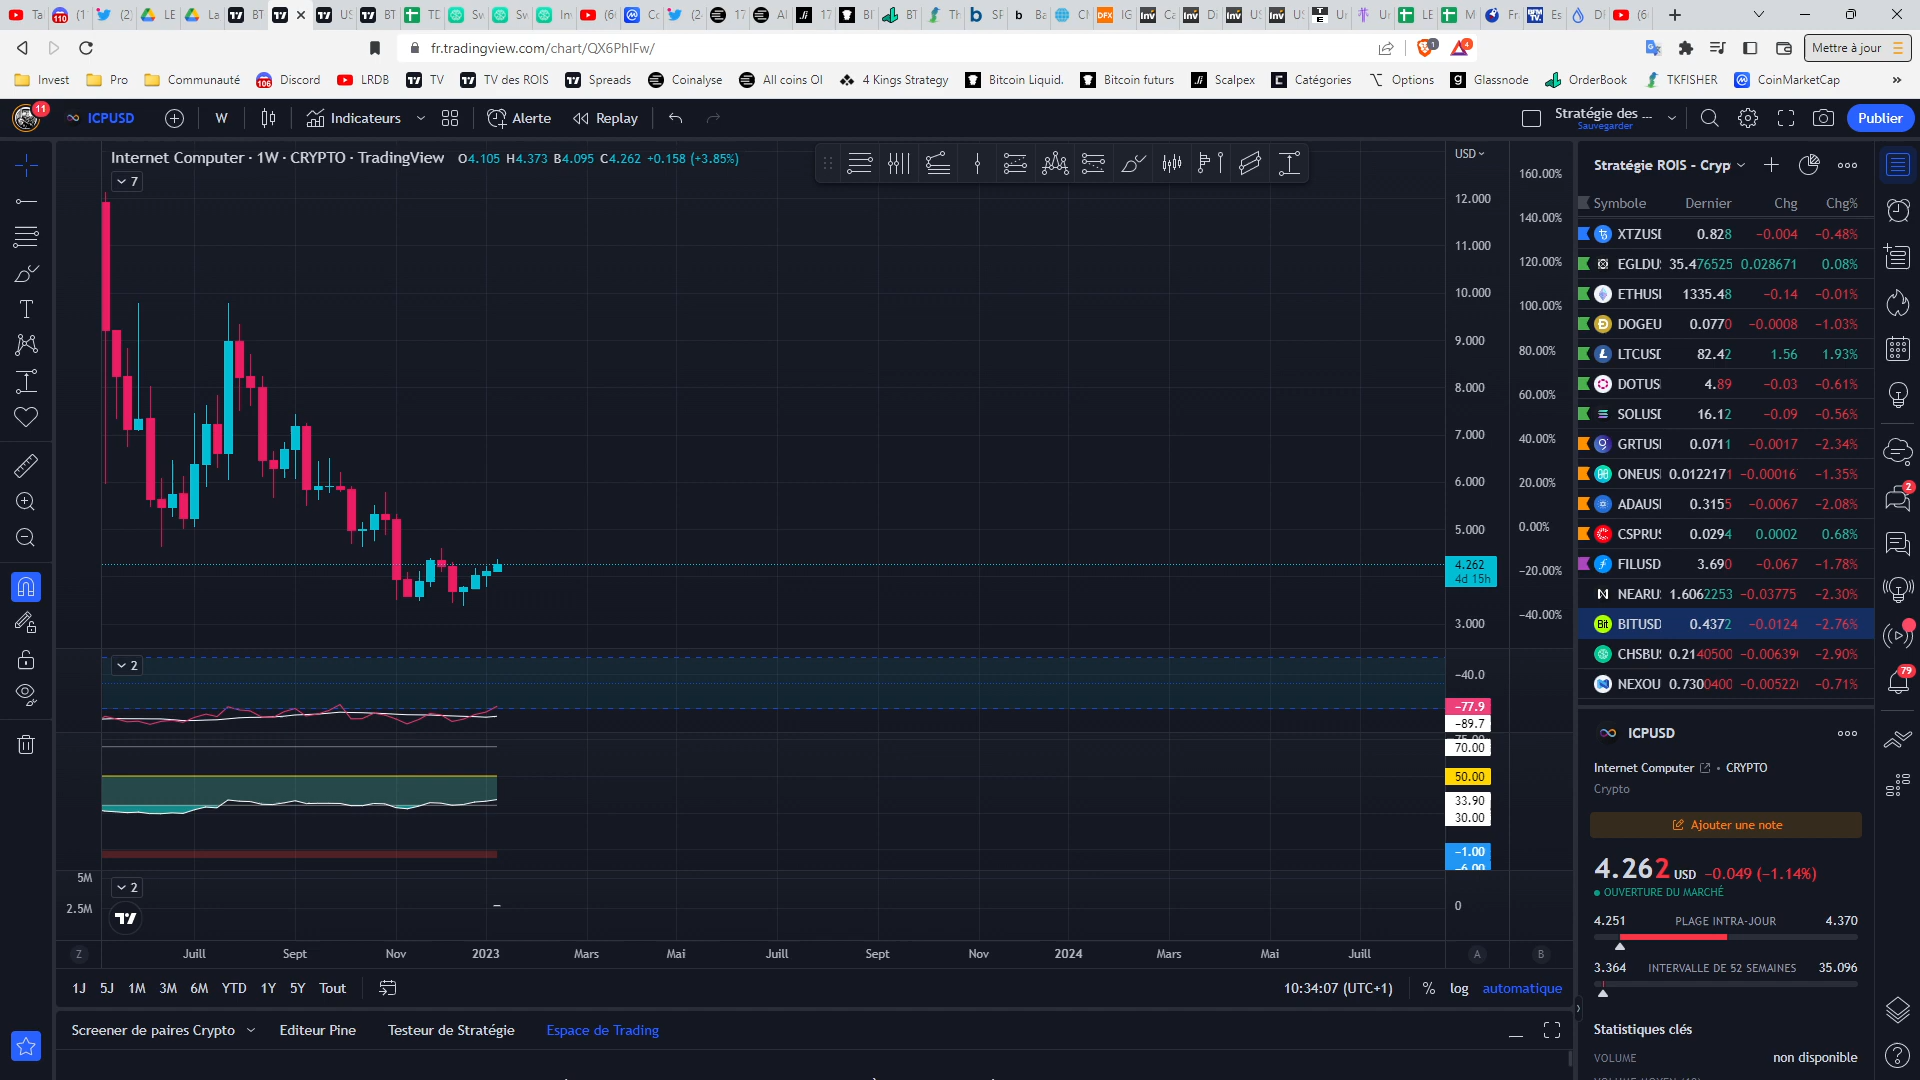 fr.tradingview.com/chart/QX6PhlFw/
Mettre à jour
Invest Pro Communauté Discord LRDB TV TV des ROIS Spreads Coinalyse All coins OI 4 Kings Strategy Bitcoin Liquid. Bitcoin futurs Scalpex Catégories Options Glassnode OrderBook TKFISHER CoinMarketCap »
11 ICPUSD W Indicateurs Alerte Replay Stratégie des ... Sauvegarder Publier
Internet Computer · 1W · CRYPTO · TradingView O4.105 H4.373 B4.095 C4.262 +0.158 (+3.85%)
7
USD
12.000
11.000
10.000
9.000
8.000
7.000
6.000
5.000
4.262
4d 15h
3.000
160.00%
140.00%
120.00%
100.00%
80.00%
60.00%
40.00%
20.00%
0.00%
−20.00%
−40.00%
2
−40.0
−77.9
−89.7
75.00
70.00
50.00
33.90
30.00
−1.00
−6.00
5M
2
2.5M
0
Z Juill Sept Nov 2023 Mars Mai Juill Sept Nov 2024 Mars Mai Juill A B
1J 5J 1M 3M 6M YTD 1Y 5Y Tout 10:34:07 (UTC+1) % log automatique
Screener de paires Crypto Editeur Pine Testeur de Stratégie Espace de Trading
Stratégie ROIS - Cryp
Symbole Dernier Chg Chg%
XTZUSI 0.828 −0.004 −0.48%
EGLDU 35.476525 0.028671 0.08%
ETHUSI 1335.48 −0.14 −0.01%
DOGEU 0.0770 −0.0008 −1.03%
LTCUSI 82.42 1.56 1.93%
DOTUS 4.89 −0.03 −0.61%
SOLUSI 16.12 −0.09 −0.56%
GRTUSI 0.0711 −0.0017 −2.34%
ONEUSI 0.0122171 −0.00016 −1.35%
ADAUSI 0.3155 −0.0067 −2.08%
CSPRUS 0.0294 0.0002 0.68%
FILUSD 3.690 −0.067 −1.78%
NEARU 1.6062253 −0.03775 −2.30%
BITUSD 0.4372 −0.0124 −2.76%
CHSBU 0.2140500 −0.00639 −2.90%
NEXOU 0.7300400 −0.00522 −0.71%
ICPUSD
Internet Computer • CRYPTO
Crypto
Ajouter une note
4.262 USD −0.049 (−1.14%)
OUVERTURE DU MARCHÉ
4.251 PLAGE INTRA-JOUR 4.370
3.364 INTERVALLE DE 52 SEMAINES 35.096
Statistiques clés
VOLUME non disponible
2
79